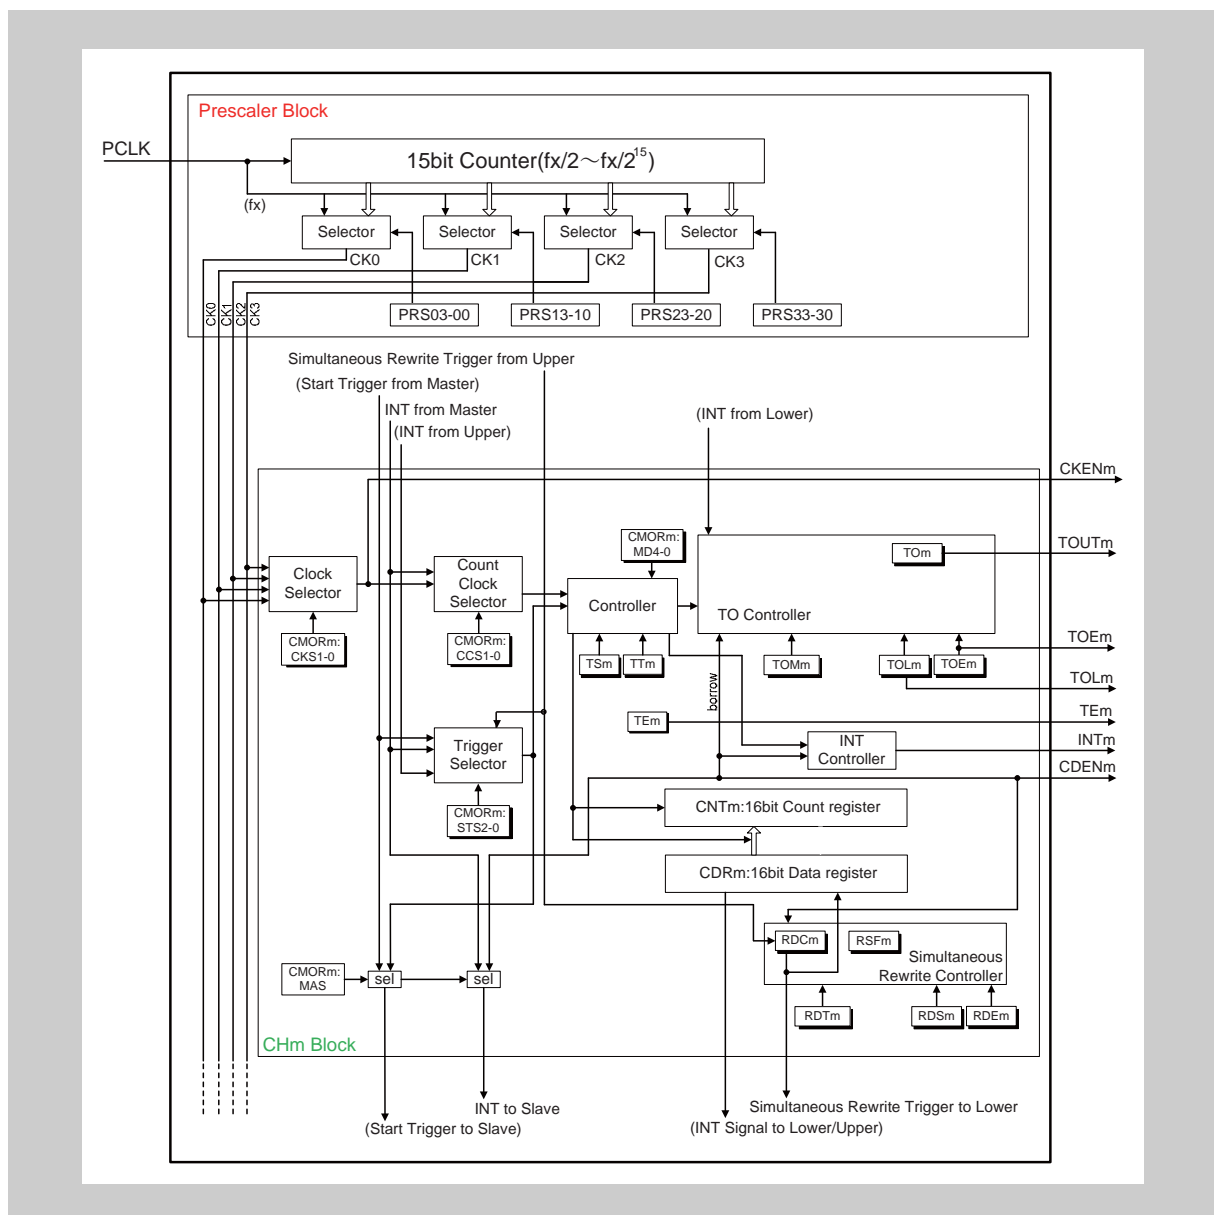 Prescaler Block
PCLK
15bit Counter(fx/2～fx/2^15)
(fx)
Selector
Selector
Selector
Selector
CK0
CK1
CK2
CK3
CK0
CK1
CK2
CK3
PRS03-00
PRS13-10
PRS23-20
PRS33-30
Simultaneous Rewrite Trigger from Upper
(Start Trigger from Master)
INT from Master
(INT from Upper)
(INT from Lower)
CKENm
CMORm:
MD4-0
TOm
TOUTm
Clock
Selector
Count
Clock
Selector
Controller
TO Controller
CMORm:
CKS1-0
CMORm:
CCS1-0
TSm
TTm
TOMm
TOLm
TOEm
TOEm
TOLm
borrow
TEm
TEm
Trigger
Selector
INT
Controller
INTm
CDENm
CMORm:
STS2-0
CNTm:16bit Count register
CDRm:16bit Data register
RDCm
RSFm
Simultaneous
Rewrite Controller
CMORm:
MAS
sel
sel
RDTm
RDSm
RDEm
CHm Block
INT to Slave
(Start Trigger to Slave)
Simultaneous Rewrite Trigger to Lower
(INT Signal to Lower/Upper)